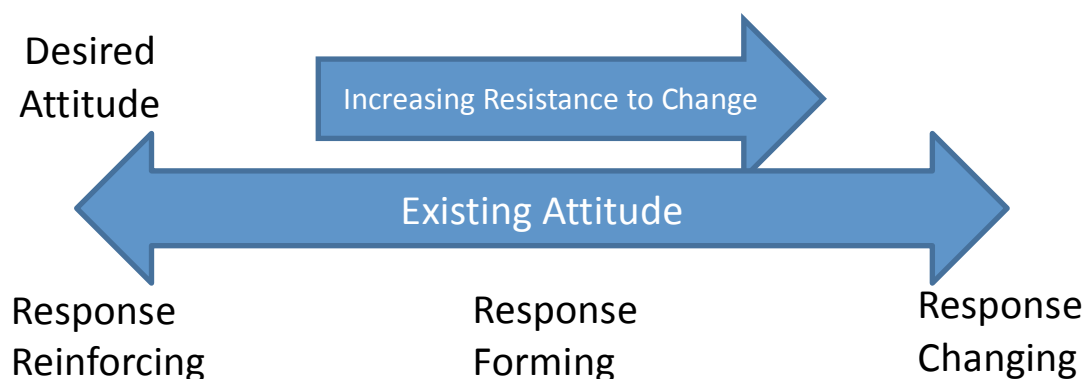 Desired
Attitude
Increasing Resistance to Change
Existing Attitude
Response
Reinforcing
Response
Forming
Response
Changing